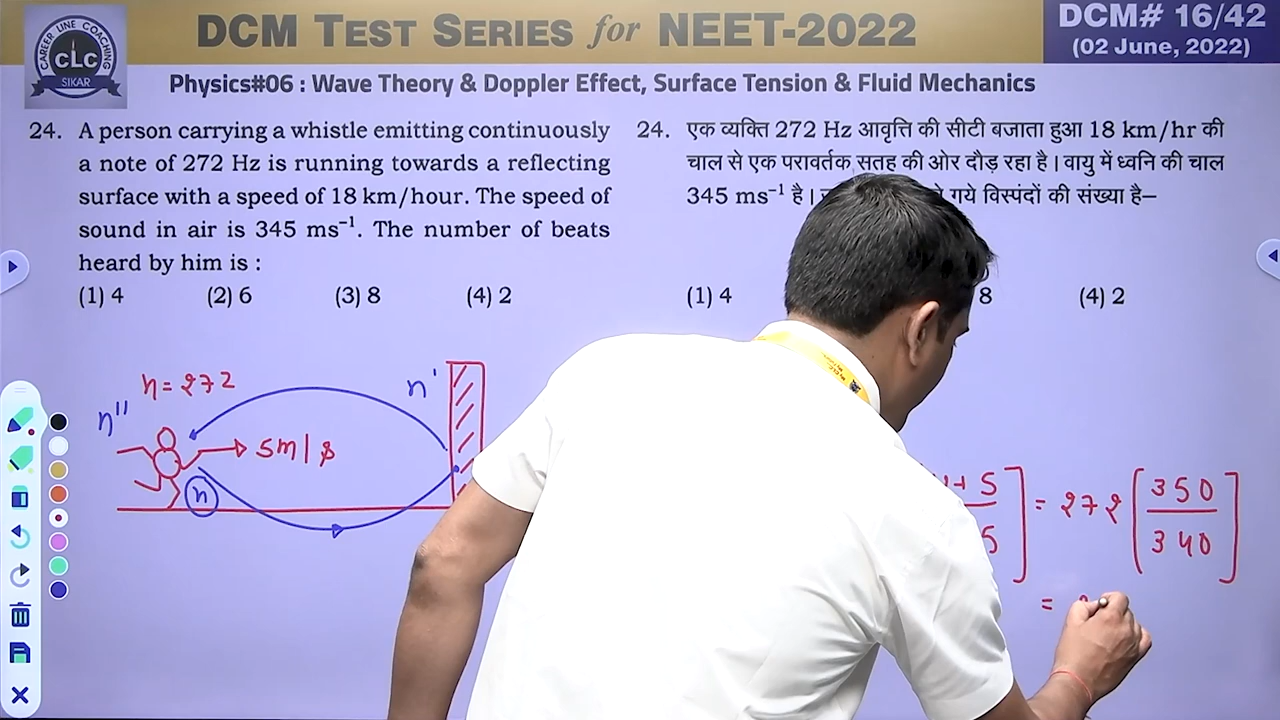 CAREER LINE COACHING
CLC
SIKAR
DCM TEST SERIES for NEET-2022
DCM# 16/42
(02 June, 2022)
Physics#06 : Wave Theory & Doppler Effect, Surface Tension & Fluid Mechanics
24. A person carrying a whistle emitting continuously
a note of 272 Hz is running towards a reflecting
surface with a speed of 18 km/hour. The speed of
sound in air is 345 ms⁻¹. The number of beats
heard by him is :
(1) 4 (2) 6 (3) 8 (4) 2
24. एक व्यक्ति 272 Hz आवृत्ति की सीटी बजाता हुआ 18 km/hr की
चाल से एक परावर्तक सतह की ओर दौड़ रहा है। वायु में ध्वनि की चाल
345 ms⁻¹ है। गये विस्पंदों की संख्या है–
(1) 4 8 (4) 2
n = 272
n'
n''
5m/s
n
+ 5
5
= 272 [350/340]
=